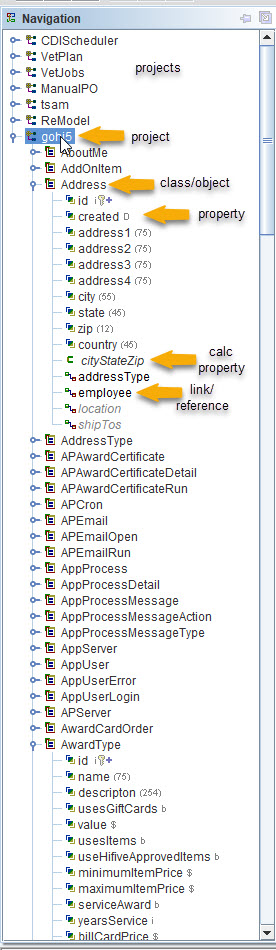 Navigation
CDIScheduler
VetPlan
VetJobs
projects
ManualPO
tsam
ReModel
gohi5
project
AboutMe
AddOnItem
Address
class/object
id i
created D
property
address1 (75)
address2 (75)
address3 (75)
address4 (75)
city (55)
state (45)
zip (12)
country (45)
cityStateZip
calc
property
addressType
employee
link/
reference
location
shipTos
AddressType
APAwardCertificate
APAwardCertificateDetail
APAwardCertificateRun
APCron
APEmail
APEmailOpen
APEmailRun
AppProcess
AppProcessDetail
AppProcessMessage
AppProcessMessageAction
AppProcessMessageType
AppServer
AppUser
AppUserError
AppUserLogin
APServer
AwardCardOrder
AwardType
id i
name (75)
descripton (254)
usesGiftCards b
value $
usesItems b
useHifiveApprovedItems b
minimumItemPrice $
maximumItemPrice $
serviceAward b
yearsService i
billCardPrice $